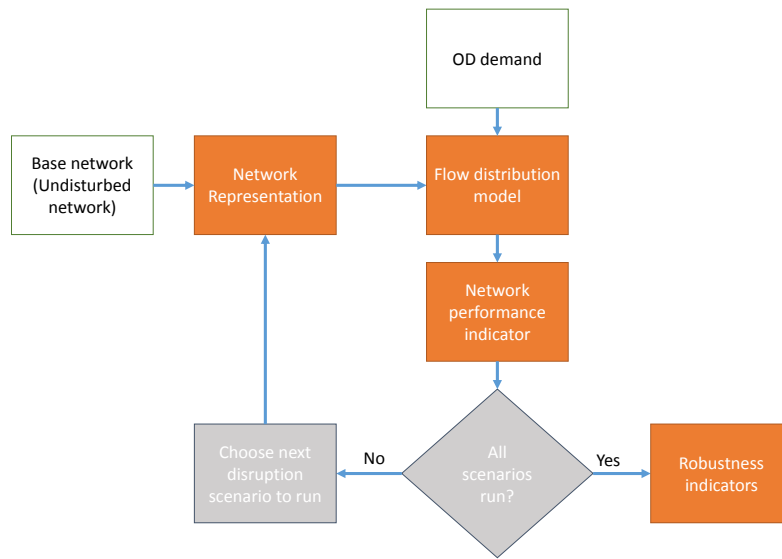 OD demand
Base network
(Undisturbed
network)
Network
Representation
Flow distribution
model
Network
performance
indicator
Choose next
disruption
scenario to run
No
All
scenarios
run?
Yes
Robustness
indicators